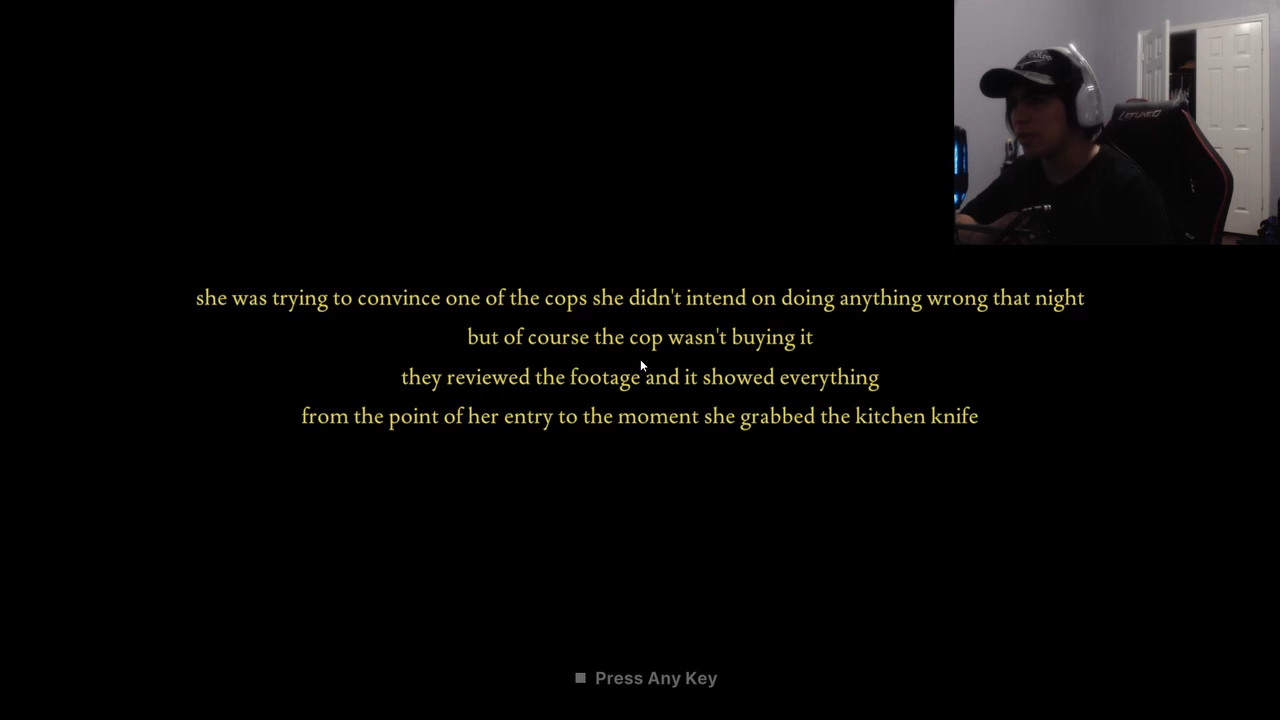 she was trying to convince one of the cops she didn't intend on doing anything wrong that night
but of course the cop wasn't buying it
they reviewed the footage and it showed everything
from the point of her entry to the moment she grabbed the kitchen knife
Press Any Key